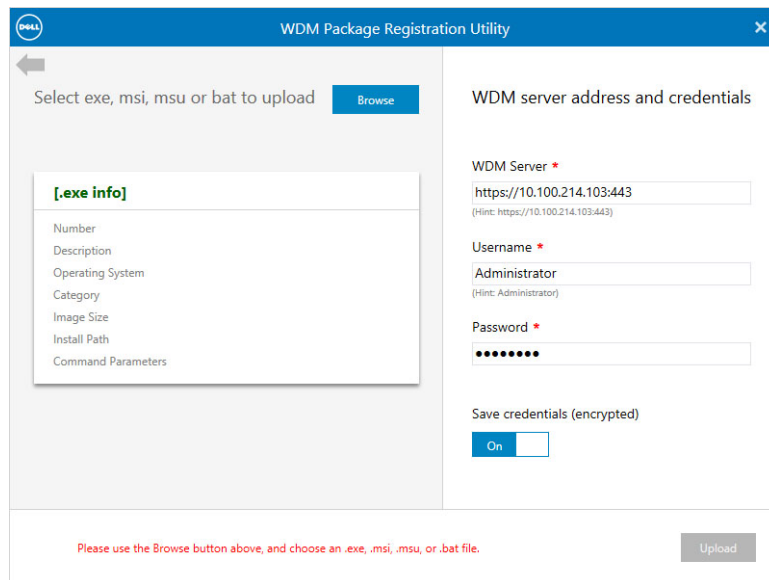 DELL
WDM Package Registration Utility
Select exe, msi, msu or bat to upload
Browse
[.exe info]
Number
Description
Operating System
Category
Image Size
Install Path
Command Parameters
WDM server address and credentials
WDM Server *
https://10.100.214.103:443
(Hint: https://10.100.214.103:443)
Username *
Administrator
(Hint: Administrator)
Password *
●●●●●●●●
Save credentials (encrypted)
On
Please use the Browse button above, and choose an .exe, .msi, .msu, or .bat file.
Upload